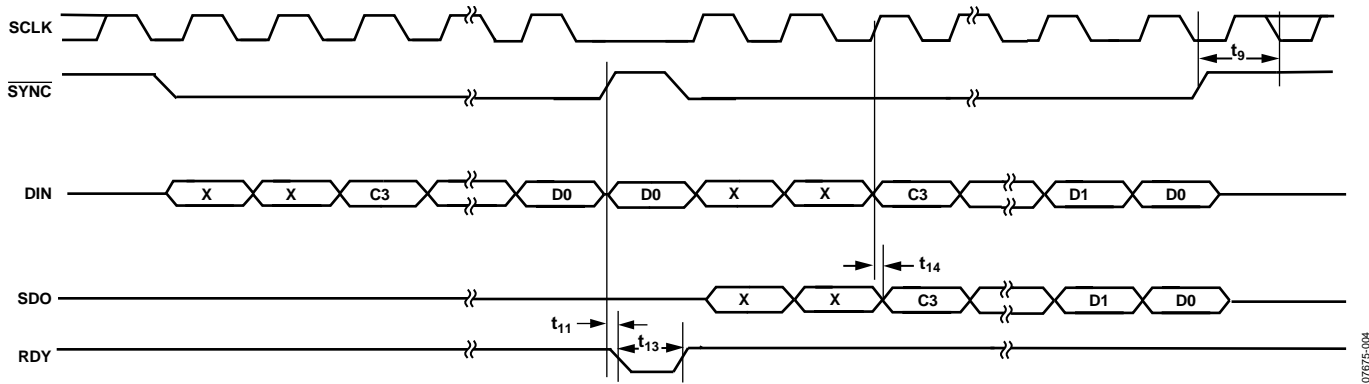 SCLK
t9
SYNC
DIN X X C3 D0 D0 X X C3 D1 D0
t14
SDO X X C3 D1 D0
t11
t13
RDY
07675-004